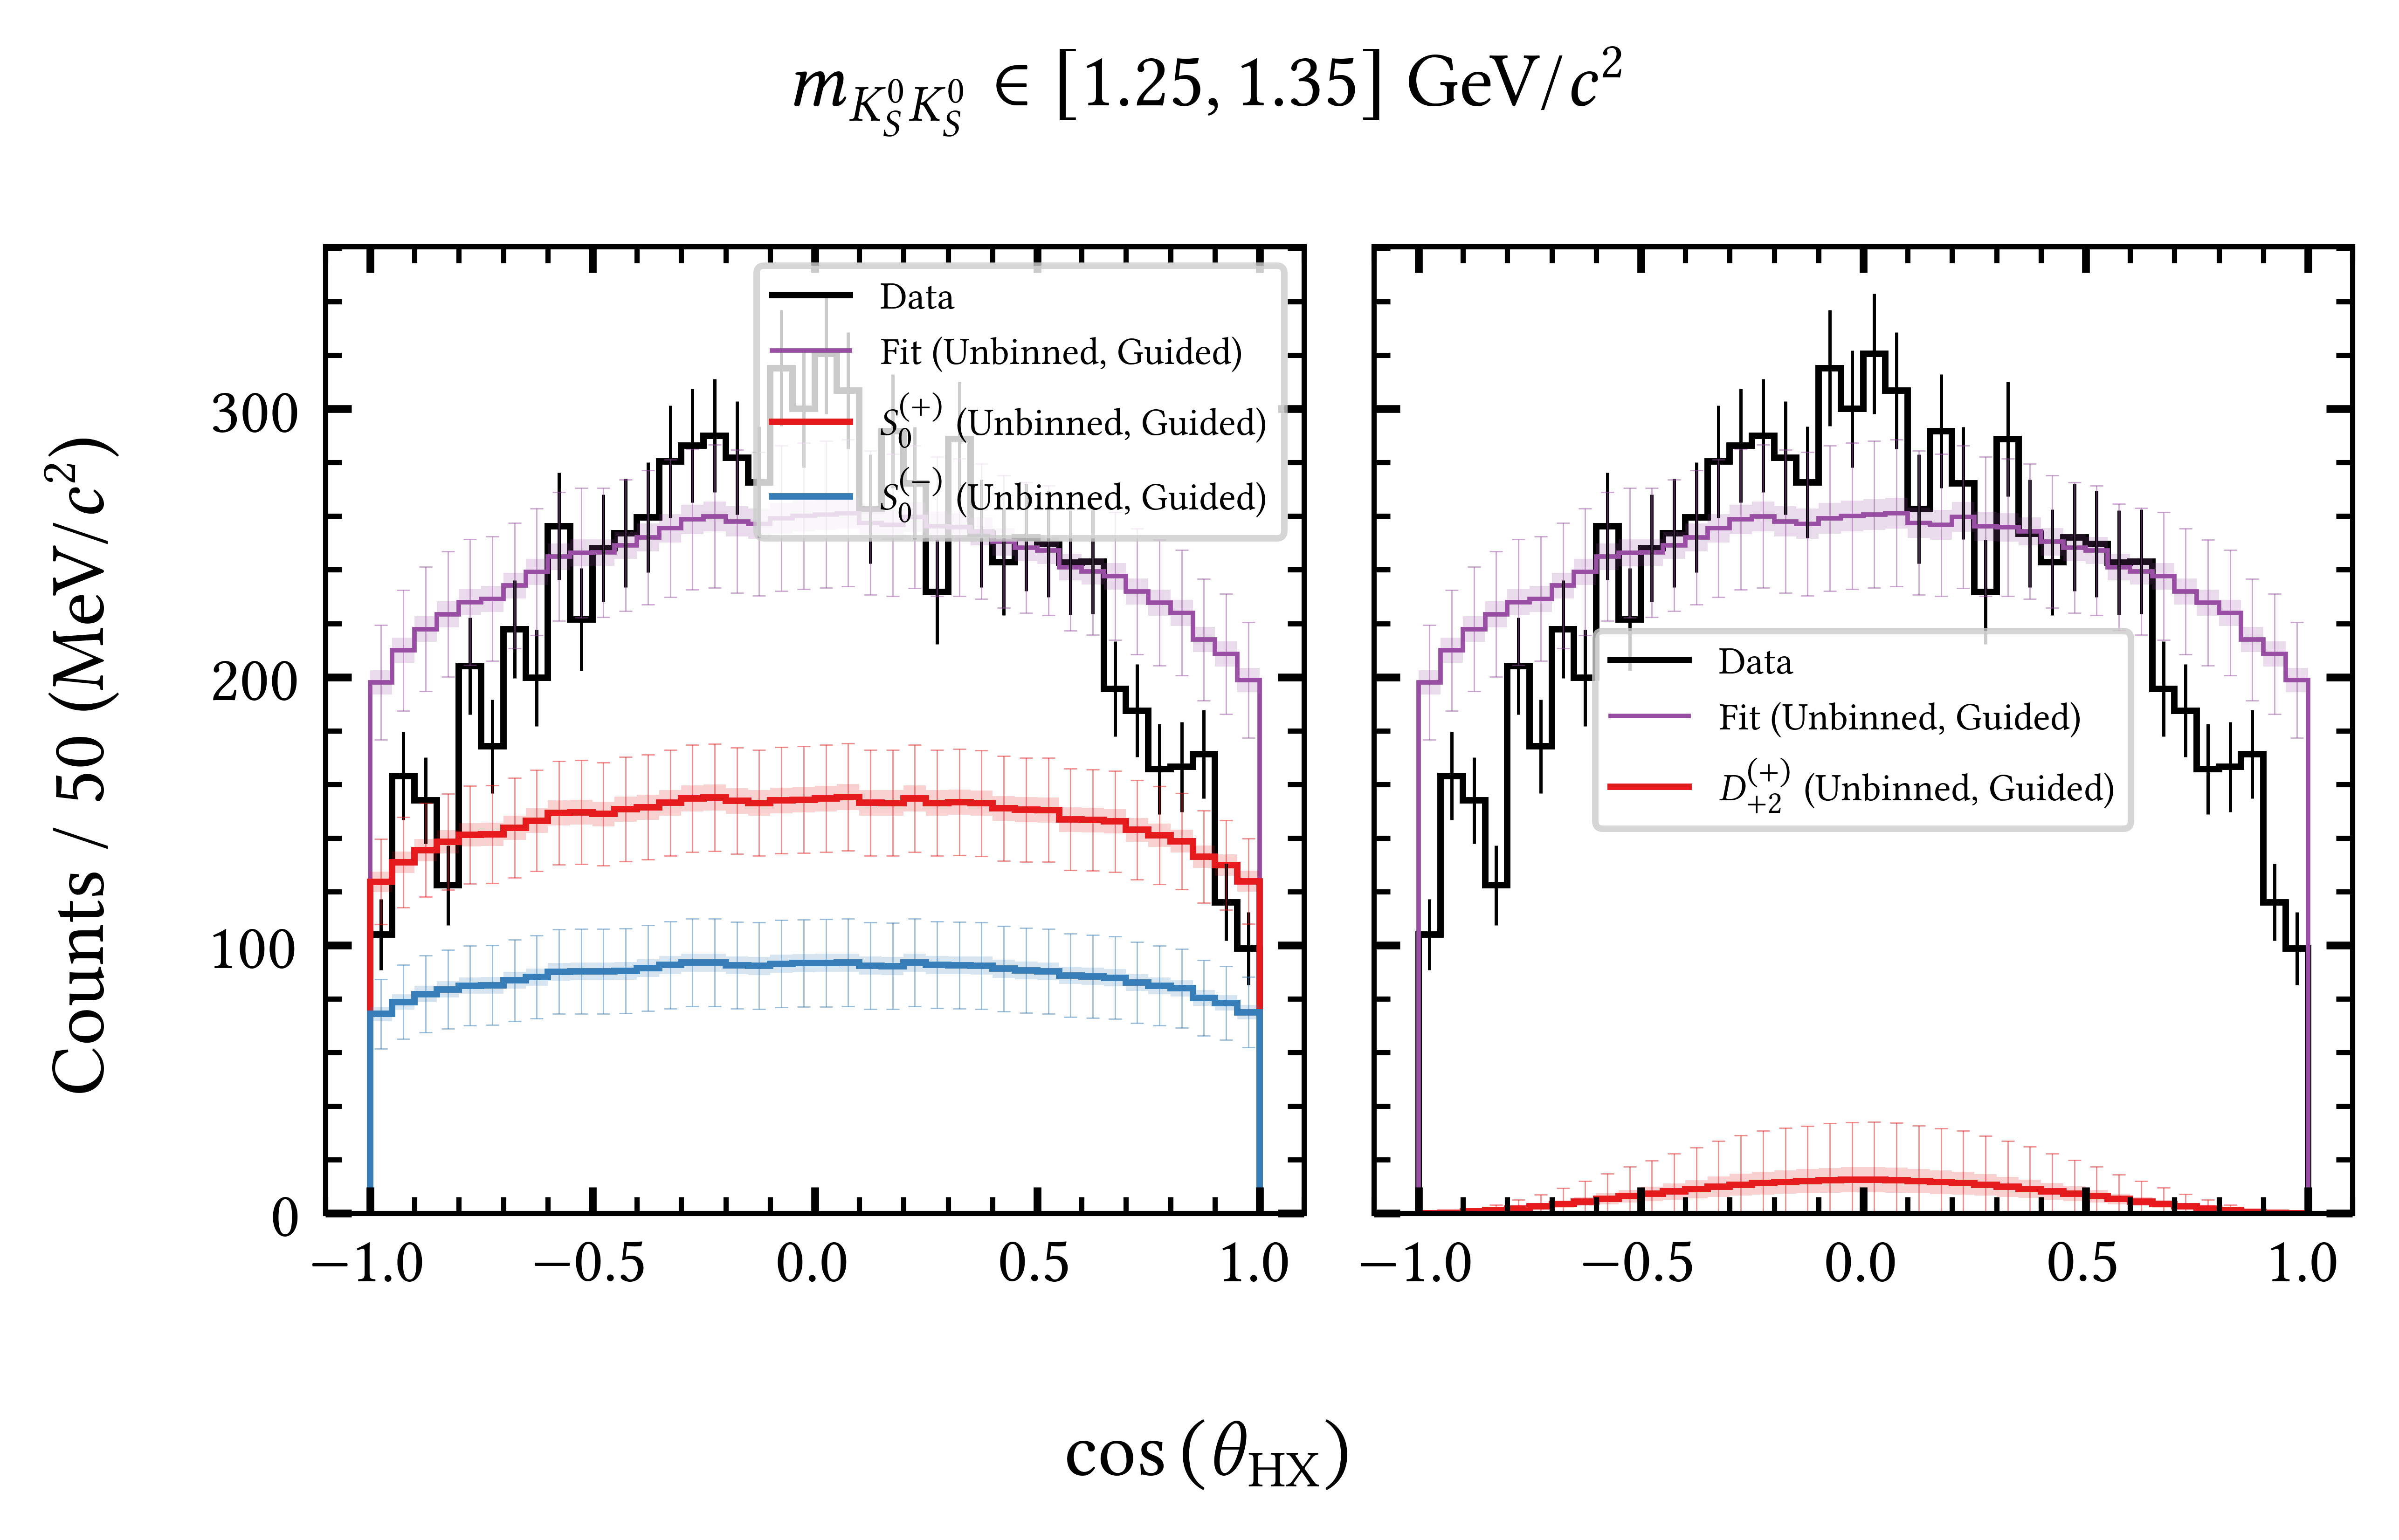 m_{K_S^0 K_S^0} ∈ [1.25, 1.35] GeV/c²
Counts / 50 (MeV/c²)
300
200
100
0
Data
Fit (Unbinned, Guided)
S_0^{(+)} (Unbinned, Guided)
S_0^{(−)} (Unbinned, Guided)
−1.0 −0.5 0.0 0.5 1.0
Data
Fit (Unbinned, Guided)
D_{+2}^{(+)} (Unbinned, Guided)
−1.0 −0.5 0.0 0.5 1.0
cos (θ_{HX})